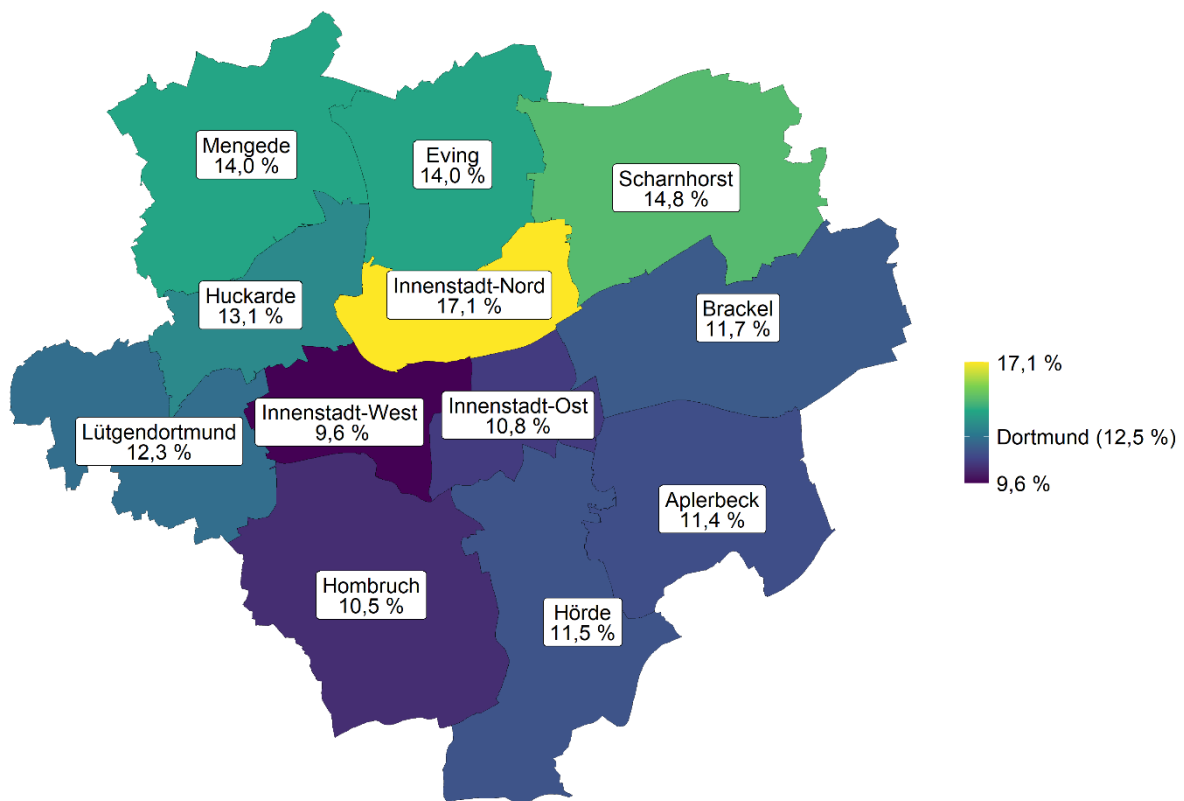 Mengede
14,0 %
Eving
14,0 %
Scharnhorst
14,8 %
Huckarde
13,1 %
Innenstadt-Nord
17,1 %
Brackel
11,7 %
Lütgendortmund
12,3 %
Innenstadt-West
9,6 %
Innenstadt-Ost
10,8 %
Aplerbeck
11,4 %
Hombruch
10,5 %
Hörde
11,5 %
17,1 %
Dortmund (12,5 %)
9,6 %